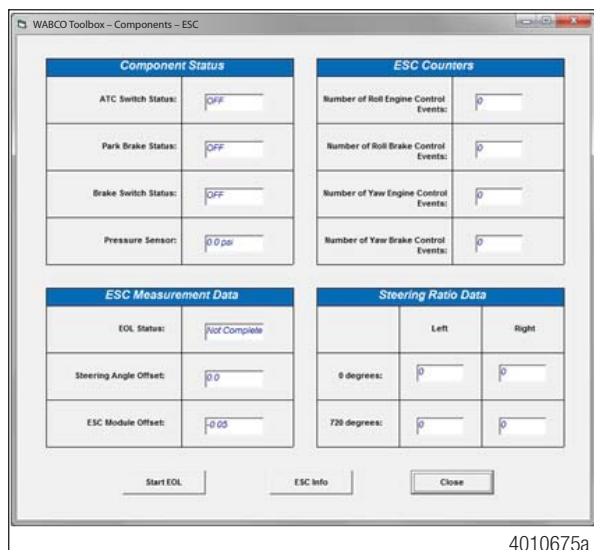 WABCO Toolbox – Components – ESC
Component Status
ATC Switch Status: OFF
Park Brake Status: OFF
Brake Switch Status: OFF
Pressure Sensor: 0.0 psi
ESC Counters
Number of Roll Engine Control
Events: 0
Number of Roll Brake Control
Events: 0
Number of Yaw Engine Control
Events: 0
Number of Yaw Brake Control
Events: 0
ESC Measurement Data
EOL Status: Not Complete
Steering Angle Offset: 0.0
ESC Module Offset: -0.05
Steering Ratio Data
Left Right
0 degrees: 0 0
720 degrees: 0 0
Start EOL ESC Info Close
4010675a